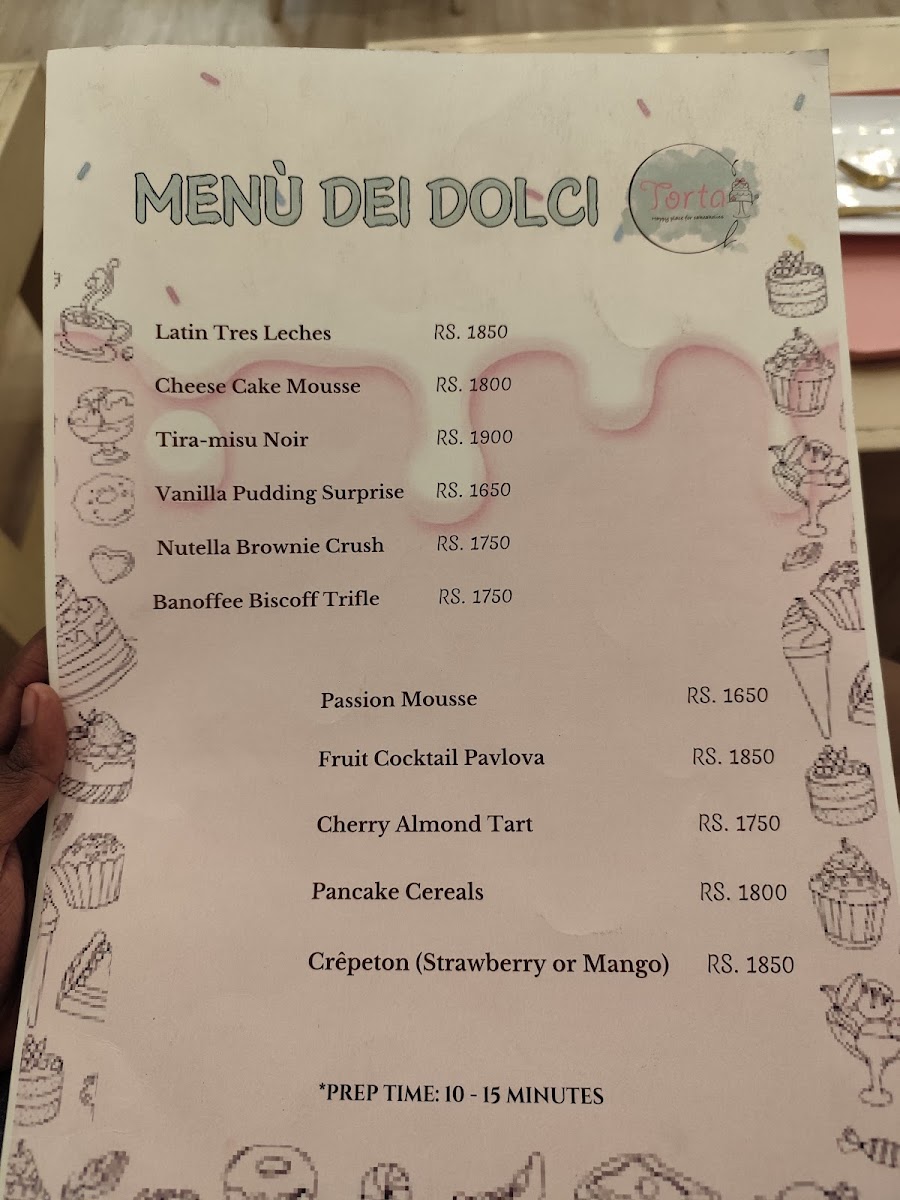 MENÙ DEI DOLCI
Torta
Latin Tres Leches RS. 1850
Cheese Cake Mousse RS. 1800
Tira-misu Noir RS. 1900
Vanilla Pudding Surprise RS. 1650
Nutella Brownie Crush RS. 1750
Banoffee Biscoff Trifle RS. 1750
Passion Mousse RS. 1650
Fruit Cocktail Pavlova RS. 1850
Cherry Almond Tart RS. 1750
Pancake Cereals RS. 1800
Crêpeton (Strawberry or Mango) RS. 1850
*PREP TIME: 10 - 15 MINUTES